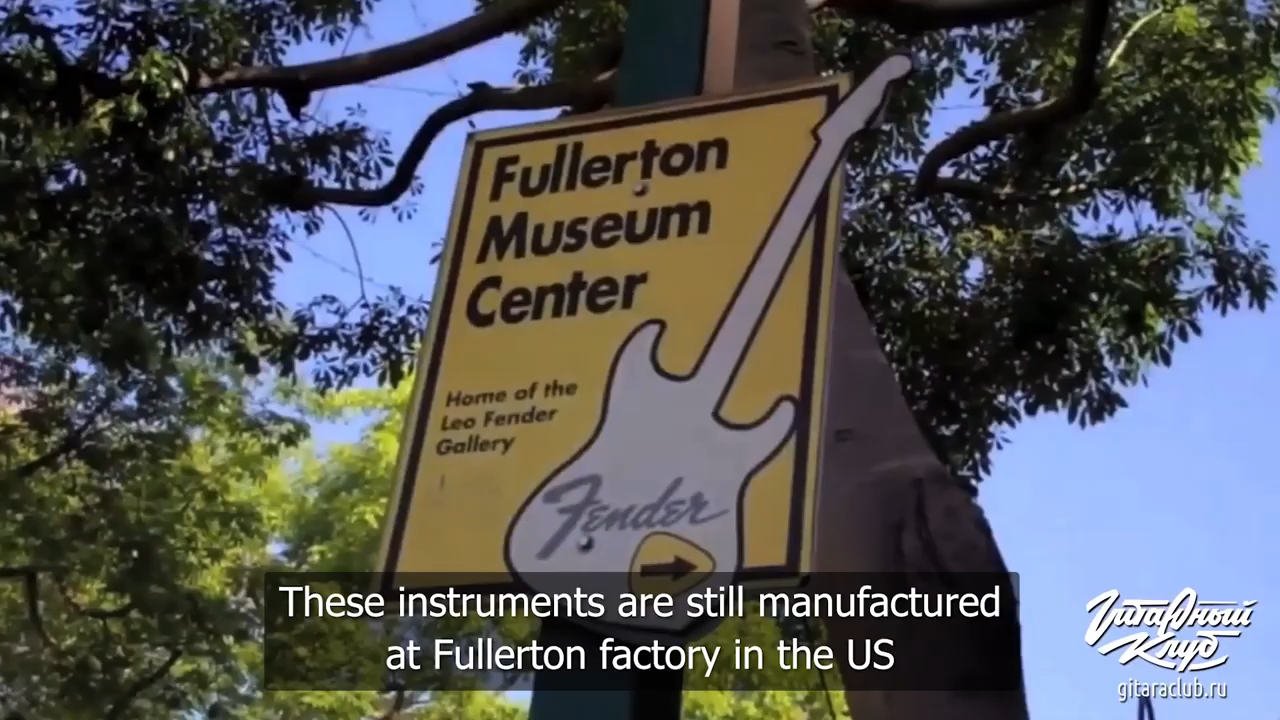 Fullerton
Museum
Center
Home of the
Leo Fender
Gallery
Fender
These instruments are still manufactured
at Fullerton factory in the US
Гитарный
Клуб
gitaraclub.ru